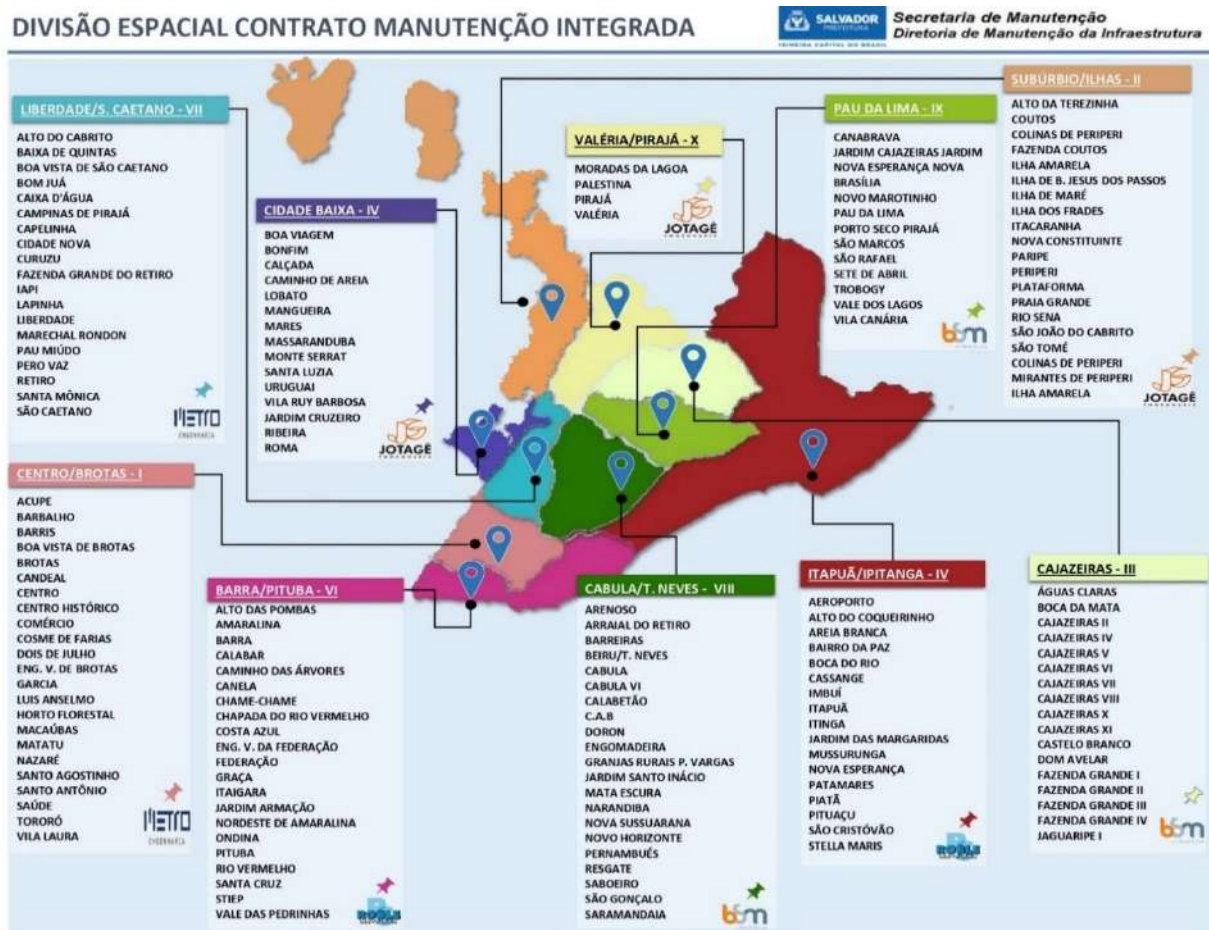 DIVISÃO ESPACIAL CONTRATO MANUTENÇÃO INTEGRADA
SALVADOR
PREFEITURA
PRIMEIRA CAPITAL DO BRASIL
Secretaria de Manutenção
Diretoria de Manutenção da Infraestrutura
LIBERDADE/S. CAETANO - VII
ALTO DO CABRITO
BAIXA DE QUINTAS
BOA VISTA DE SÃO CAETANO
BOM JUÁ
CAIXA D'ÁGUA
CAMPINAS DE PIRAJÁ
CAPELINHA
CIDADE NOVA
CURUZU
FAZENDA GRANDE DO RETIRO
IAPI
LAPINHA
LIBERDADE
MARECHAL RONDON
PAU MIÚDO
PERO VAZ
RETIRO
SANTA MÔNICA
SÃO CAETANO
METRO
ENGENHARIA
CIDADE BAIXA - IV
BOA VIAGEM
BONFIM
CALÇADA
CAMINHO DE AREIA
LOBATO
MANGUEIRA
MARES
MASSARANDUBA
MONTE SERRAT
SANTA LUZIA
URUGUAI
VILA RUY BARBOSA
JARDIM CRUZEIRO
RIBEIRA
ROMA
JOTAGÊ
ENGENHARIA
VALÉRIA/PIRAJÁ - X
MORADAS DA LAGOA
PALESTINA
PIRAJÁ
VALÉRIA
JOTAGÊ
ENGENHARIA
PAU DA LIMA - IX
CANABRAVA
JARDIM CAJAZEIRAS JARDIM
NOVA ESPERANÇA NOVA
BRASÍLIA
NOVO MAROTINHO
PAU DA LIMA
PORTO SECO PIRAJÁ
SÃO MARCOS
SÃO RAFAEL
SETE DE ABRIL
TROBOGY
VALE DOS LAGOS
VILA CANÁRIA
bsm
SUBÚRBIO/ILHAS - II
ALTO DA TEREZINHA
COUTOS
COLINAS DE PERIPERI
FAZENDA COUTOS
ILHA AMARELA
ILHA DE B. JESUS DOS PASSOS
ILHA DE MARÉ
ILHA DOS FRADES
ITACARANHA
NOVA CONSTITUINTE
PARIPE
PERIPERI
PLATAFORMA
PRAIA GRANDE
RIO SENA
SÃO JOÃO DO CABRITO
SÃO TOMÉ
COLINAS DE PERIPERI
MIRANTES DE PERIPERI
ILHA AMARELA
JOTAGÊ
ENGENHARIA
CENTRO/BROTAS - I
ACUPE
BARBALHO
BARRIS
BOA VISTA DE BROTAS
BROTAS
CANDEAL
CENTRO
CENTRO HISTÓRICO
COMÉRCIO
COSME DE FARIAS
DOIS DE JULHO
ENG. V. DE BROTAS
GARCIA
LUIS ANSELMO
HORTO FLORESTAL
MACAÚBAS
MATATU
NAZARÉ
SANTO AGOSTINHO
SANTO ANTÔNIO
SAÚDE
TORORÓ
VILA LAURA
METRO
ENGENHARIA
BARRA/PITUBA - VI
ALTO DAS POMBAS
AMARALINA
BARRA
CALABAR
CAMINHO DAS ÁRVORES
CANELA
CHAME-CHAME
CHAPADA DO RIO VERMELHO
COSTA AZUL
ENG. V. DA FEDERAÇÃO
FEDERAÇÃO
GRAÇA
ITAIGARA
JARDIM ARMAÇÃO
NORDESTE DE AMARALINA
ONDINA
PITUBA
RIO VERMELHO
SANTA CRUZ
STIEP
VALE DAS PEDRINHAS
ROBLE
CABULA/T. NEVES - VIII
ARENOSO
ARRAIAL DO RETIRO
BARREIRAS
BEIRU/T. NEVES
CABULA
CABULA VI
CALABETÃO
C.A.B
DORON
ENGOMADEIRA
GRANJAS RURAIS P. VARGAS
JARDIM SANTO INÁCIO
MATA ESCURA
NARANDIBA
NOVA SUSSUARANA
NOVO HORIZONTE
PERNAMBUÉS
RESGATE
SABOEIRO
SÃO GONÇALO
SARAMANDAIA
bsm
ITAPUÃ/IPITANGA - IV
AEROPORTO
ALTO DO COQUEIRINHO
AREIA BRANCA
BAIRRO DA PAZ
BOCA DO RIO
CASSANGE
IMBUÍ
ITAPUÃ
ITINGA
JARDIM DAS MARGARIDAS
MUSSURUNGA
NOVA ESPERANÇA
PATAMARES
PIATÃ
PITUAÇU
SÃO CRISTÓVÃO
STELLA MARIS
ROBLE
CAJAZEIRAS - III
ÁGUAS CLARAS
BOCA DA MATA
CAJAZEIRAS II
CAJAZEIRAS IV
CAJAZEIRAS V
CAJAZEIRAS VI
CAJAZEIRAS VII
CAJAZEIRAS VIII
CAJAZEIRAS X
CAJAZEIRAS XI
CASTELO BRANCO
DOM AVELAR
FAZENDA GRANDE I
FAZENDA GRANDE II
FAZENDA GRANDE III
FAZENDA GRANDE IV
JAGUARIPE I
bsm